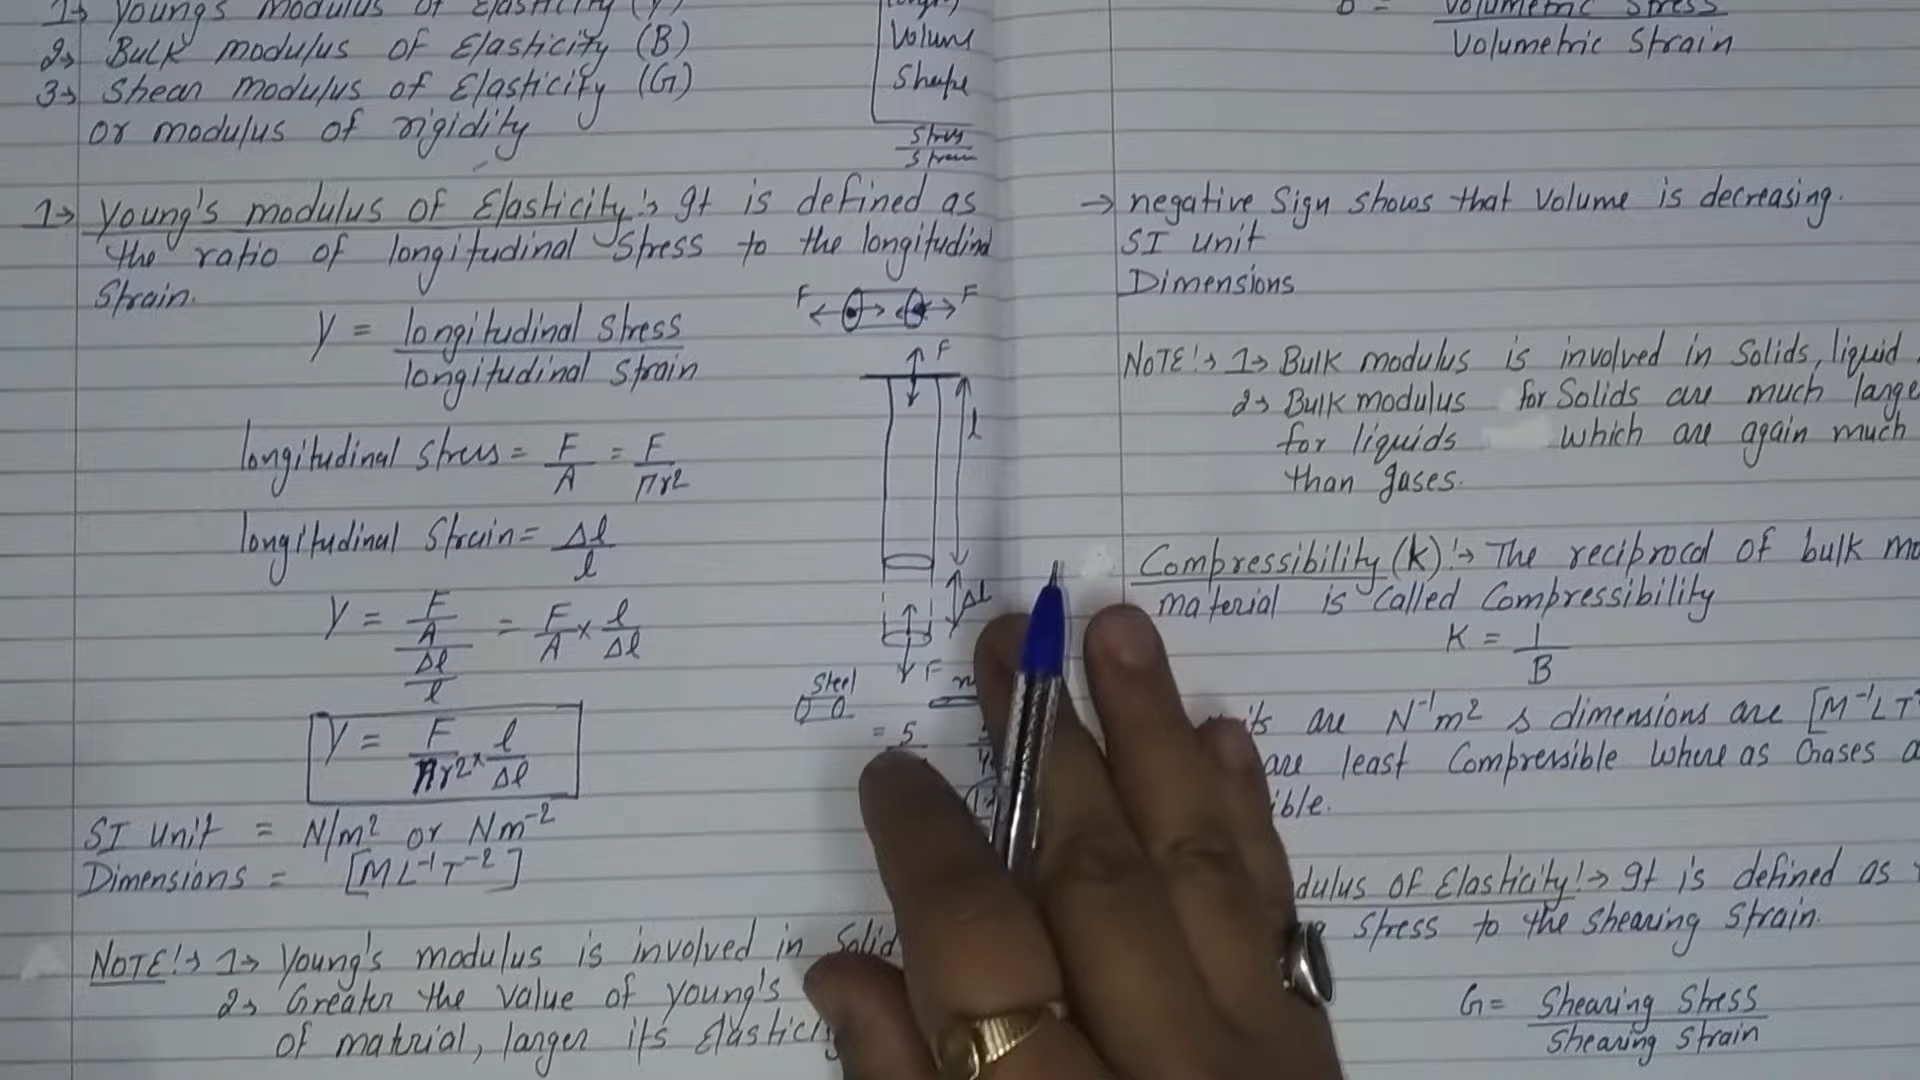 1→ Young's Modulus of Elasticity (Y)
2→ Bulk modulus of Elasticity (B)
3→ Shear modulus of Elasticity (G)
or modulus of rigidity
Volume
Shape
Stress
Strain
1→ Young's modulus of Elasticity :→ It is defined as
the ratio of longitudinal Stress to the longitudinal
Strain.
F F
Y = longitudinal Stress
longitudinal Strain
F
l
longitudinal stress = F/A = F/πr²
longitudinal Strain = Δl/l
Δl
Y = F/A / Δl/l = F/A × l/Δl
F
Steel
= 5
Y = F/πr² × l/Δl
SI Unit = N/m² or Nm⁻²
Dimensions = [ML⁻¹T⁻²]
NOTE!→ 1→ Young's modulus is involved in Solid
2→ Greater the value of young's
of material, larger its Elasticity
Volumetric Stress
Volumetric Strain
→ negative Sign shows that Volume is decreasing.
SI Unit
Dimensions
NOTE!→ 1→ Bulk modulus is involved in Solids, liquid
2→ Bulk modulus for Solids are much large
for liquids which are again much
than gases.
Compressibility (K)!→ The reciprocal of bulk mo
material is called Compressibility
K = 1/B
its are N⁻¹m² & dimensions are [M⁻¹LT
are least Compressible Where as Gases a
ible.
dulus of Elasticity!→ It is defined as
Stress to the Shearing Strain.
G = Shearing Stress
Shearing Strain